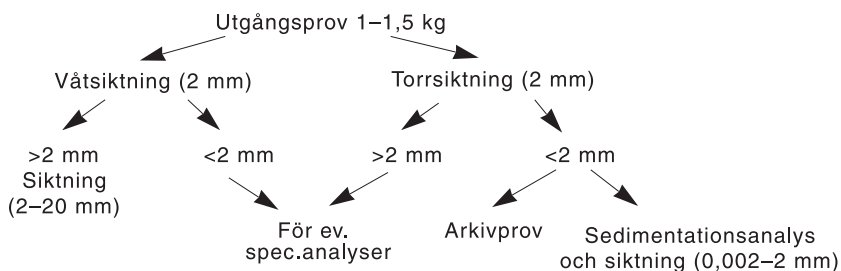 Utgångsprov 1–1,5 kg
Våtsiktning (2 mm)
Torrsiktning (2 mm)
>2 mm
Siktning
(2–20 mm)
<2 mm
>2 mm
<2 mm
För ev.
spec.analyser
Arkivprov
Sedimentationsanalys
och siktning (0,002–2 mm)